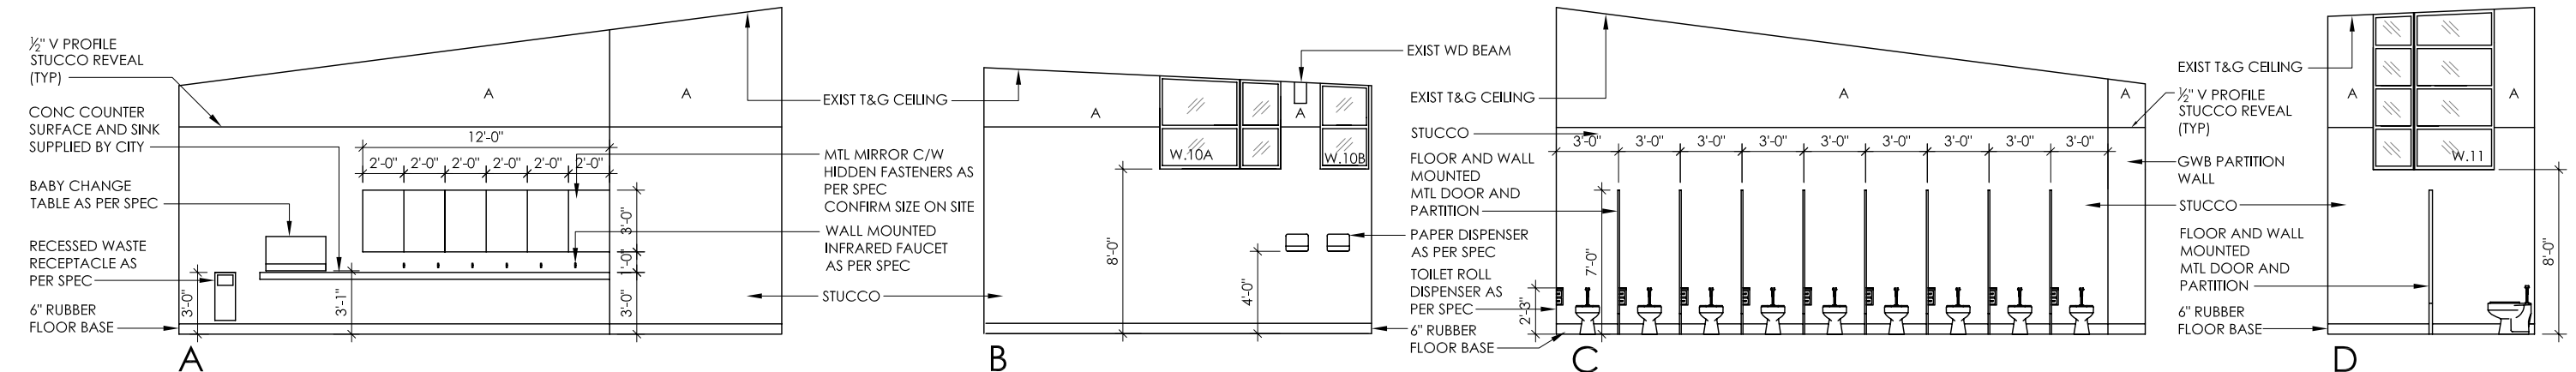 ½" V PROFILE
STUCCO REVEAL
(TYP)
CONC COUNTER
SURFACE AND SINK
SUPPLIED BY CITY
BABY CHANGE
TABLE AS PER SPEC
RECESSED WASTE
RECEPTACLE AS
PER SPEC
6" RUBBER
FLOOR BASE
A
A
12'-0"
2'-0" 2'-0" 2'-0" 2'-0" 2'-0" 2'-0"
3'-0"
1'-0"
3'-0"
3'-0"
3'-1"
A
EXIST T&G CEILING
MTL MIRROR C/W
HIDDEN FASTENERS AS
PER SPEC
CONFIRM SIZE ON SITE
WALL MOUNTED
INFRARED FAUCET
AS PER SPEC
STUCCO
A
A
W.10A
W.10B
8'-0"
4'-0"
B
EXIST WD BEAM
EXIST T&G CEILING
STUCCO
FLOOR AND WALL
MOUNTED
MTL DOOR AND
PARTITION
PAPER DISPENSER
AS PER SPEC
TOILET ROLL
DISPENSER AS
PER SPEC
6" RUBBER
FLOOR BASE
A
A
3'-0" 3'-0" 3'-0" 3'-0" 3'-0" 3'-0" 3'-0" 3'-0" 3'-0"
7'-0"
2'-3"
C
EXIST T&G CEILING
½" V PROFILE
STUCCO REVEAL
(TYP)
GWB PARTITION
WALL
STUCCO
FLOOR AND WALL
MOUNTED
MTL DOOR AND
PARTITION
6" RUBBER
FLOOR BASE
A
A
W.11
8'-0"
D